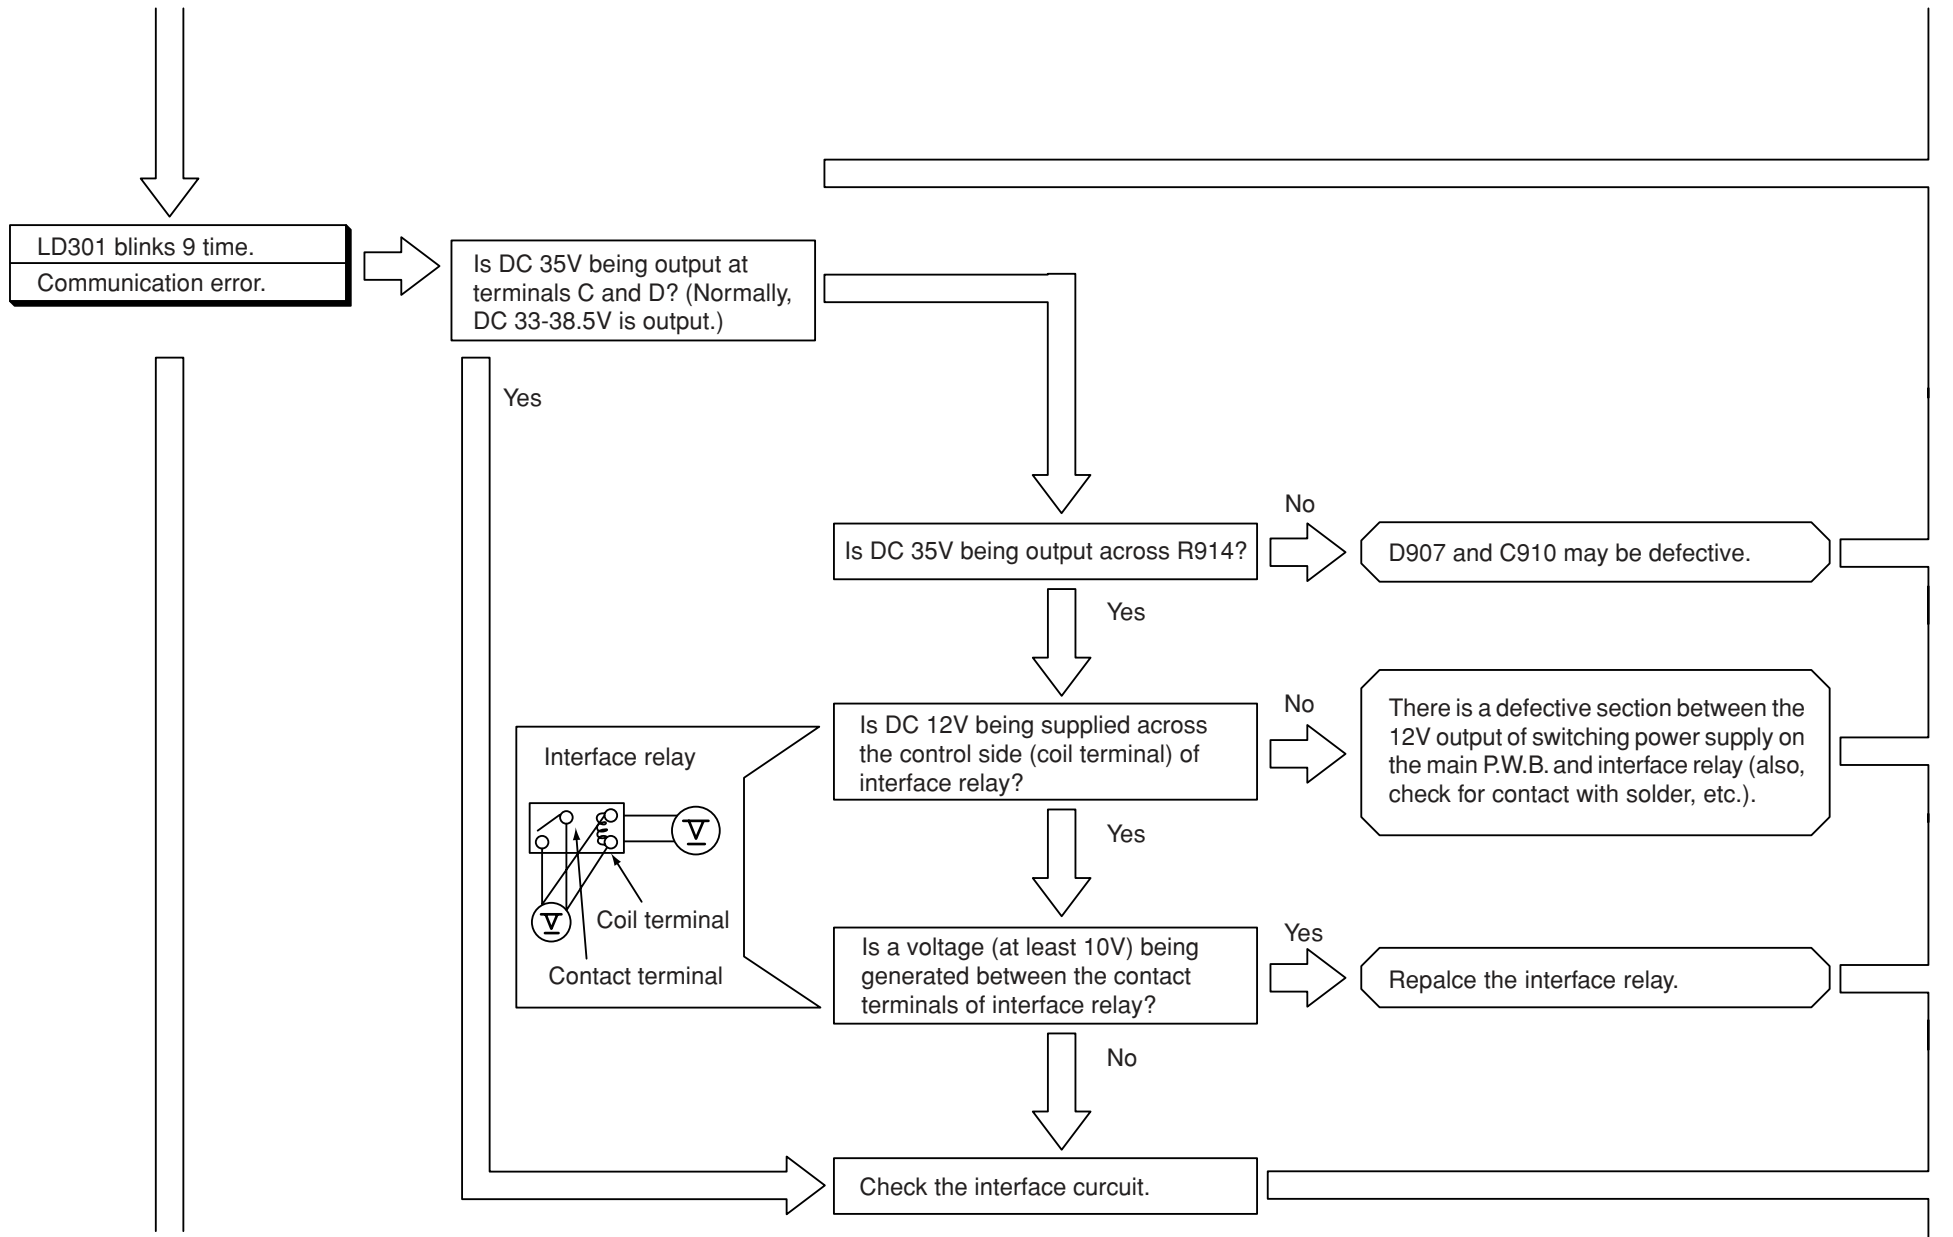 LD301 blinks 9 time.
Communication error.
Is DC 35V being output at
terminals C and D? (Normally,
DC 33-38.5V is output.)
Yes
Is DC 35V being output across R914?
No
D907 and C910 may be defective.
Yes
Is DC 12V being supplied across
the control side (coil terminal) of
interface relay?
No
There is a defective section between the
12V output of switching power supply on
the main P.W.B. and interface relay (also,
check for contact with solder, etc.).
Interface relay
V
V
Coil terminal
Contact terminal
Yes
Is a voltage (at least 10V) being
generated between the contact
terminals of interface relay?
Yes
Repalce the interface relay.
No
Check the interface curcuit.